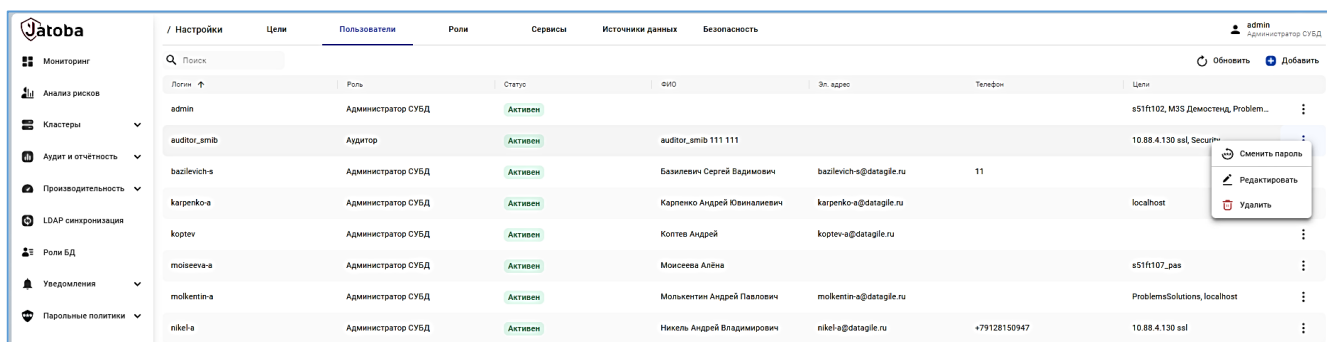 Jatoba
/ Настройки Цели Пользователи Роли Сервисы Источники данных Безопасность
admin
Администратор СУБД
Мониторинг
Анализ рисков
Кластеры
Аудит и отчётность
Производительность
LDAP синхронизация
Роли БД
Уведомления
Парольные политики
Поиск
Обновить Добавить
Логин Роль Статус ФИО Эл. адрес Телефон Цели
admin Администратор СУБД Активен s51ft102, M3S Демостенд, Problem...
auditor_smib Аудитор Активен auditor_smib 111 111 10.88.4.130 ssl, Security
bazilevich-s Администратор СУБД Активен Базилевич Сергей Вадимович bazilevich-s@datagile.ru 11
karpenko-a Администратор СУБД Активен Карпенко Андрей Ювиналиевич karpenko-a@datagile.ru localhost
koptev Администратор СУБД Активен Коптев Андрей koptev-a@datagile.ru
moiseeva-a Администратор СУБД Активен Моисеева Алёна s51ft107_pas
molkentin-a Администратор СУБД Активен Молькентин Андрей Павлович molkentin-a@datagile.ru ProblemsSolutions, localhost
nikel-a Администратор СУБД Активен Никель Андрей Владимирович nikel-a@datagile.ru +79128150947 10.88.4.130 ssl
Сменить пароль
Редактировать
Удалить